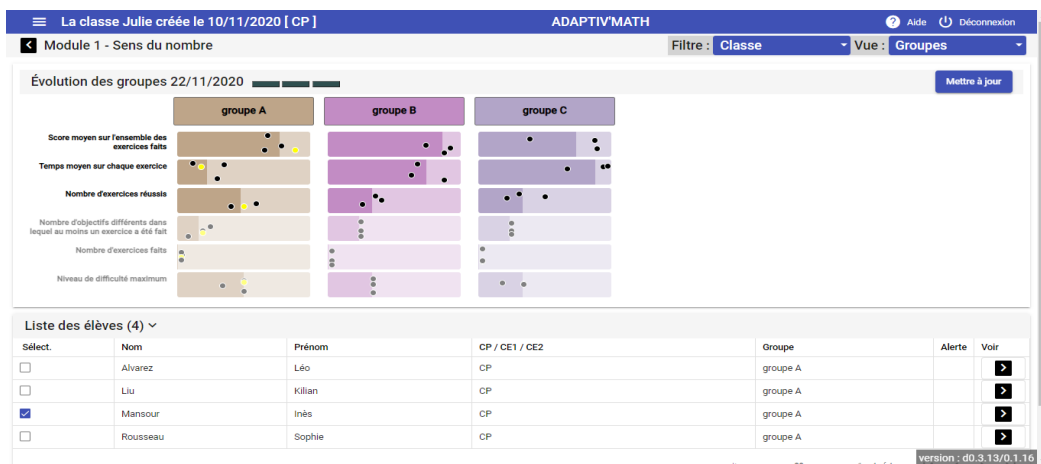 La classe Julie créée le 10/11/2020 [ CP ]
ADAPTIV'MATH
? Aide
Déconnexion
Module 1 - Sens du nombre
Filtre : Classe
Vue : Groupes
Évolution des groupes 22/11/2020
Mettre à jour
groupe A
groupe B
groupe C
Score moyen sur l'ensemble des
exercices faits
Temps moyen sur chaque exercice
Nombre d'exercices réussis
Nombre d'objectifs différents dans
lequel au moins un exercice a été fait
Nombre d'exercices faits
Niveau de difficulté maximum
Liste des élèves (4)
Sélect. Nom Prénom CP / CE1 / CE2 Groupe Alerte Voir
Alvarez Léo CP groupe A
Liu Kilian CP groupe A
Mansour Inès CP groupe A
Rousseau Sophie CP groupe A
version : d0.3.13/0.1.16